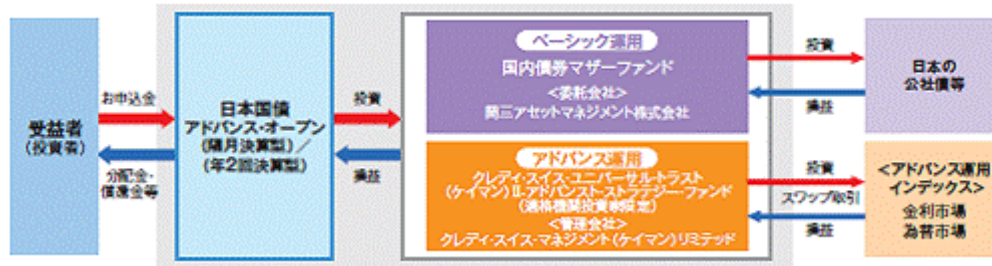 受益者
(投資者)
お申込金
分配金・
償還金等
日本国債
アドバンス・オープン
(隔月決算型)/
(年2回決算型)
投資
損益
ベーシック運用
国内債券マザーファンド
<委託会社>
岡三アセットマネジメント株式会社
アドバンス運用
クレディ・スイス・ユニバーサル・トラスト
(ケイマン)Ⅱ-アドバンスト・ストラテジー・ファンド
(適格機関投資家限定)
<管理会社>
クレディ・スイス・マネジメント(ケイマン)リミテッド
投資
損益
日本の
公社債等
投資
スワップ取引
損益
<アドバンス運用
インデックス>
金利市場
為替市場